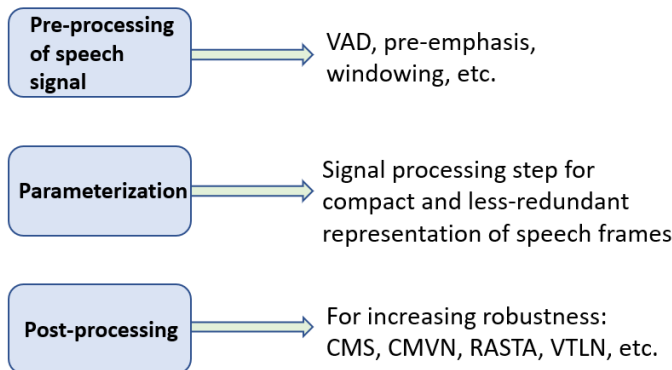 Pre-processing
of speech
signal
VAD, pre-emphasis,
windowing, etc.
Parameterization
Signal processing step for
compact and less-redundant
representation of speech frames
Post-processing
For increasing robustness:
CMS, CMVN, RASTA, VTLN, etc.